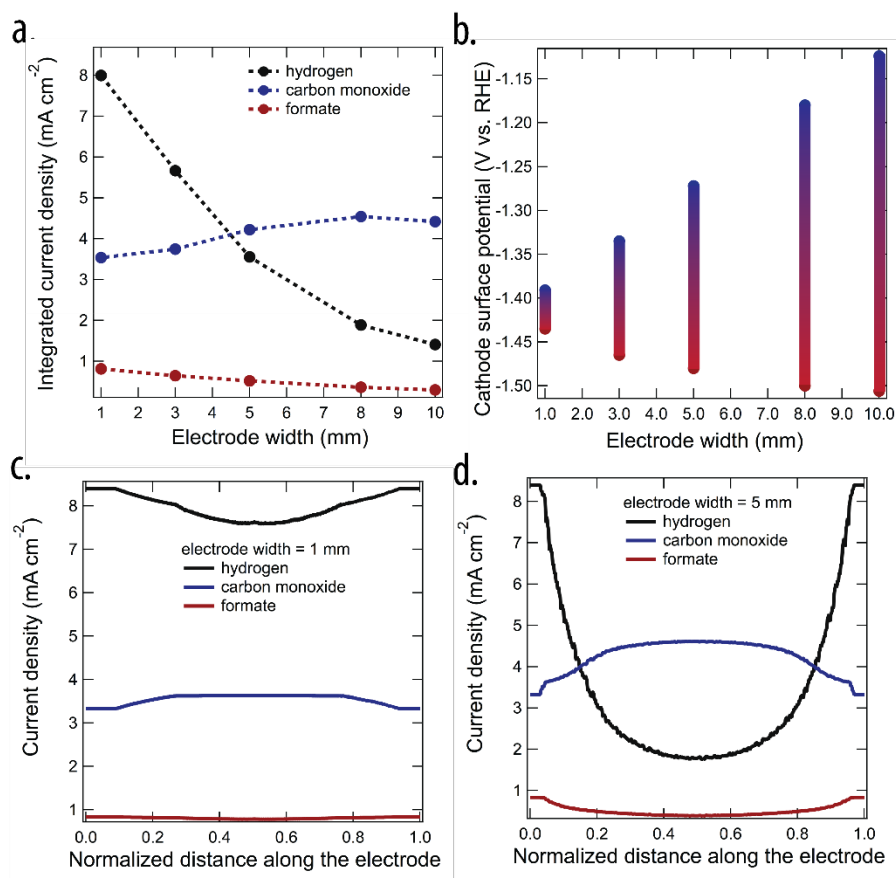 a
Integrated current density (mA cm⁻²)
8
7
6
5
4
3
2
1
hydrogen
carbon monoxide
formate
1 2 3 4 5 6 7 8 9 10
Electrode width (mm)
b.
Cathode surface potential (V vs. RHE)
-1.15
-1.20
-1.25
-1.30
-1.35
-1.40
-1.45
-1.50
1.0 2.0 3.0 4.0 5.0 6.0 7.0 8.0 9.0 10.0
Electrode width (mm)
c.
Current density (mA cm⁻²)
8
7
6
5
4
3
2
1
electrode width = 1 mm
hydrogen
carbon monoxide
formate
0.0 0.2 0.4 0.6 0.8 1.0
Normalized distance along the electrode
d.
Current density (mA cm⁻²)
8
7
6
5
4
3
2
1
electrode width = 5 mm
hydrogen
carbon monoxide
formate
0.0 0.2 0.4 0.6 0.8 1.0
Normalized distance along the electrode